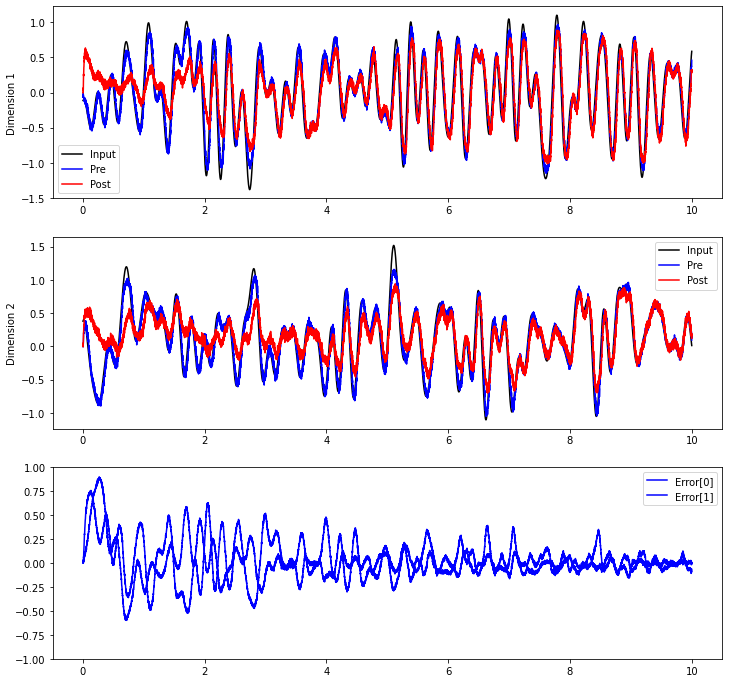 1.0
0.5
0.0
-0.5
-1.0
-1.5
Dimension 1
Input
Pre
Post
0 2 4 6 8 10
1.5
1.0
0.5
0.0
-0.5
-1.0
Dimension 2
Input
Pre
Post
0 2 4 6 8 10
1.00
0.75
0.50
0.25
0.00
-0.25
-0.50
-0.75
-1.00
Error[0]
Error[1]
0 2 4 6 8 10